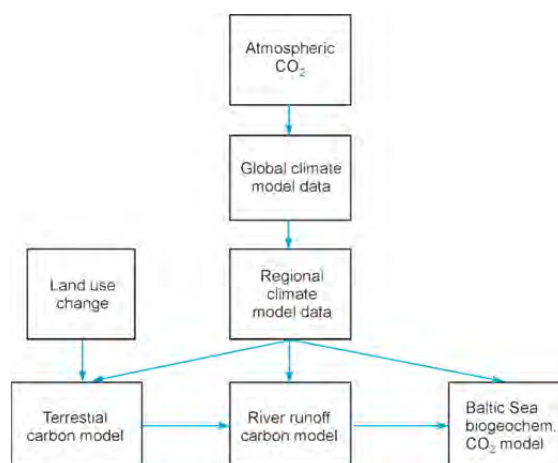 Atmospheric
CO₂
Global climate
model data
Land use
change
Regional
climate
model data
Terrestial
carbon model
River runoff
carbon model
Baltic Sea
biogeochem.
CO₂ model